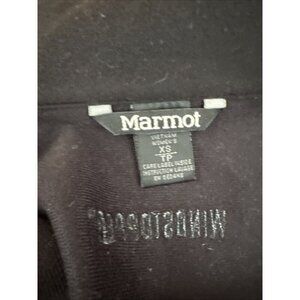 Marmot
VIETNAM
WOMEN'S
XS
TP
CARE LABEL INSIDE
INSTRUCTION LAVAGE
EN DEDANS
WINDSTOPPER®